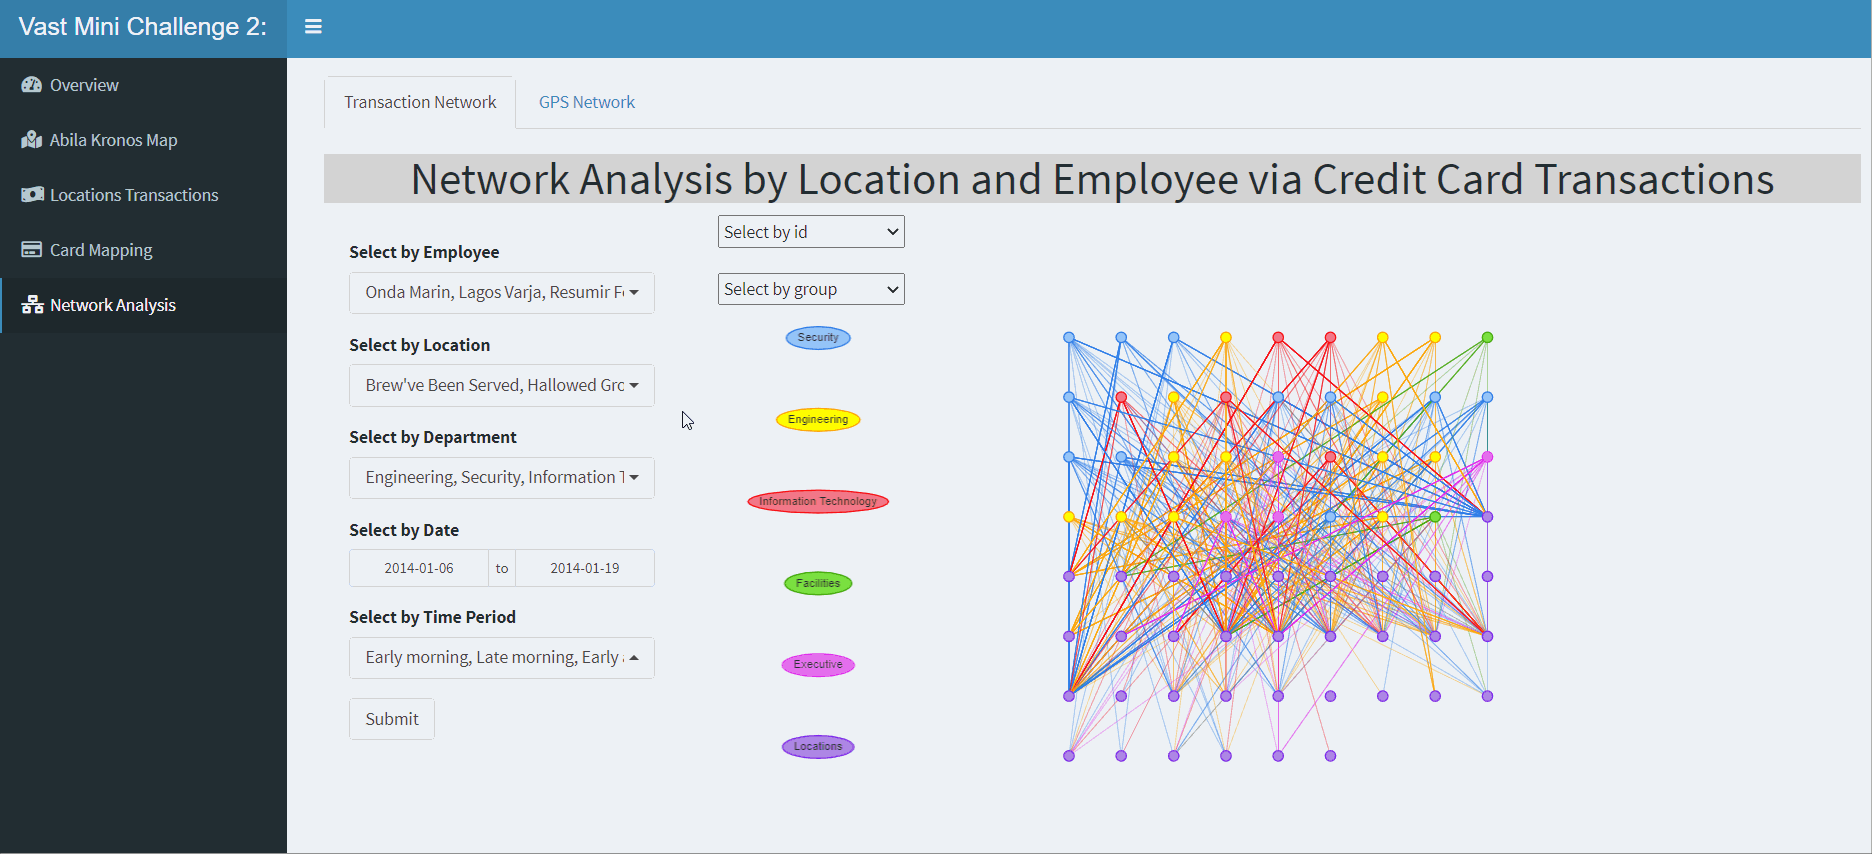 Vast Mini Challenge 2:
Overview
Abila Kronos Map
Locations Transactions
Card Mapping
Network Analysis
Transaction Network
GPS Network
Network Analysis by Location and Employee via Credit Card Transactions
Select by Employee
Onda Marin, Lagos Varja, Resumir
Select by Location
Brew've Been Served, Hallowed Grc
Select by Department
Engineering, Security, Information
Select by Date
2014-01-06 to 2014-01-19
Select by Time Period
Early morning, Late morning, Early
Submit
Select by id
Select by group
Security
Engineering
Information Technology
Facilities
Executive
Locations